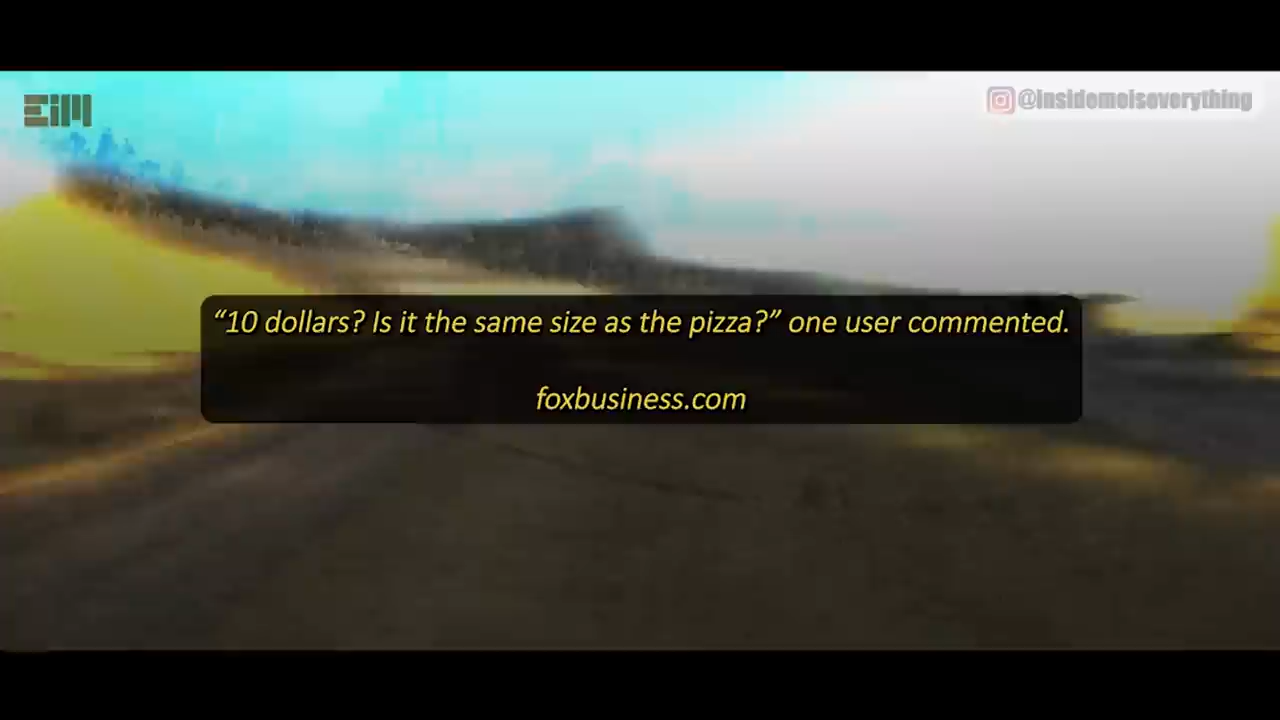 EiM
@insidemeiseverything
“10 dollars? Is it the same size as the pizza?” one user commented.
foxbusiness.com